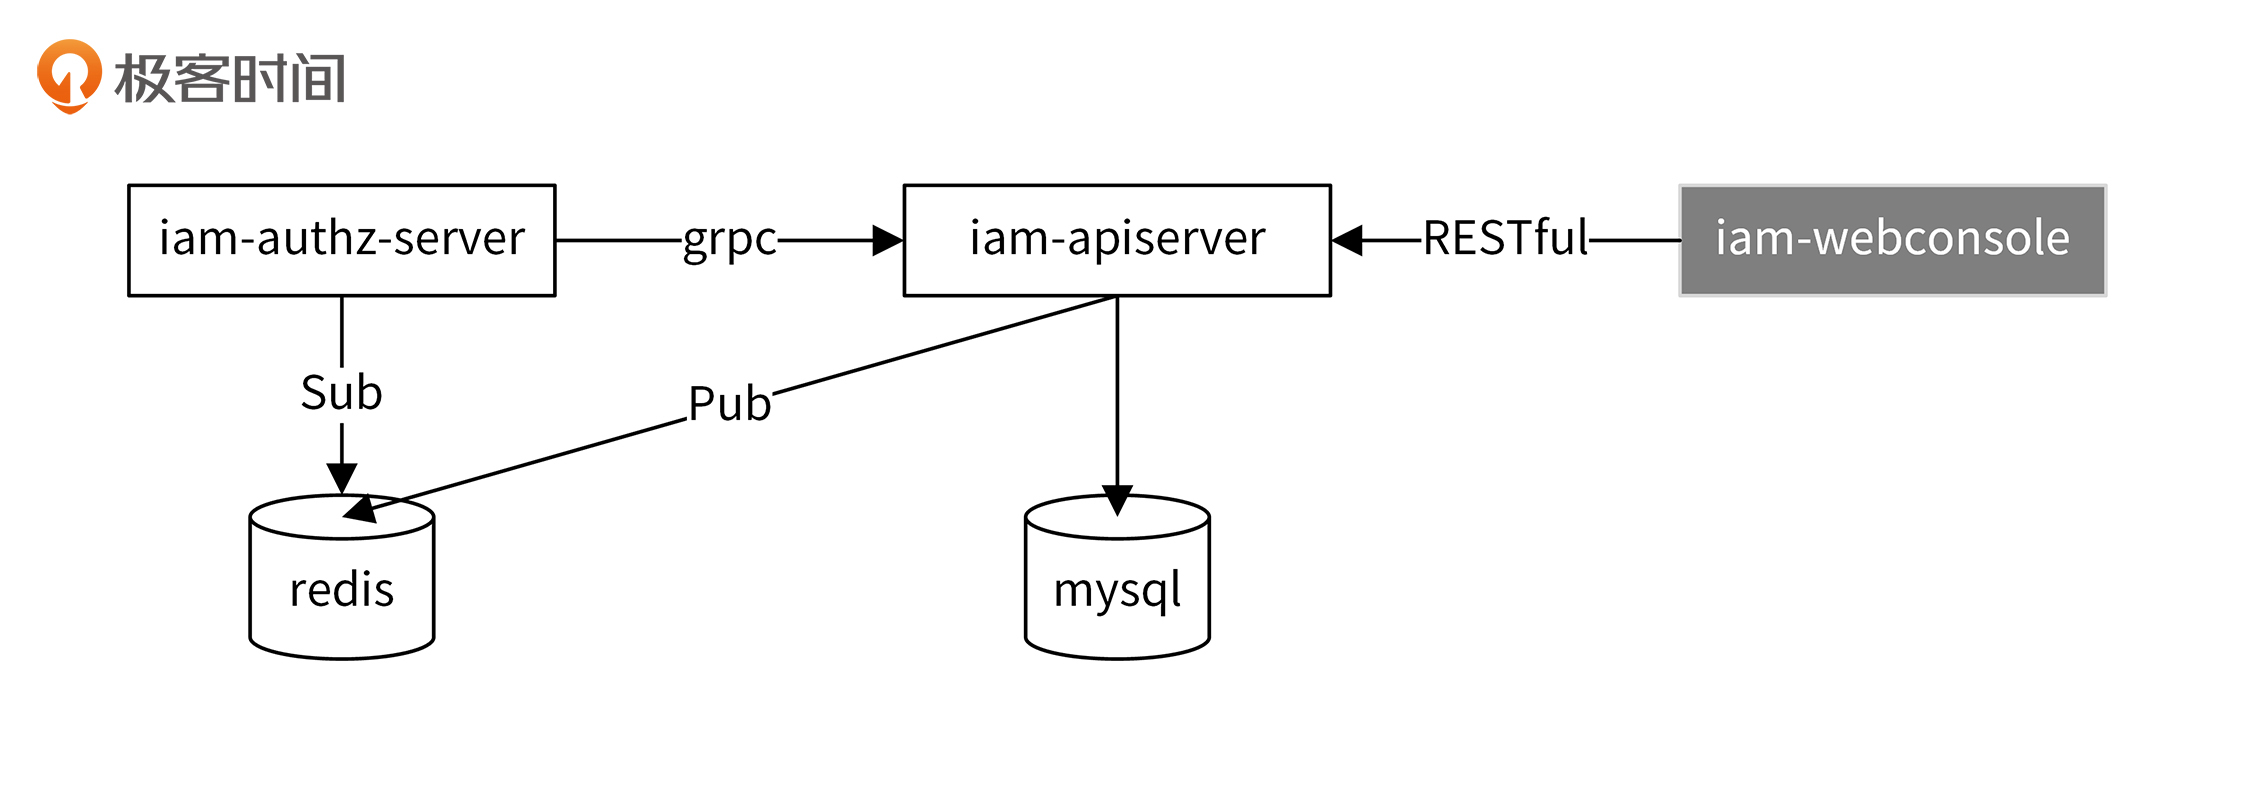 极客时间
iam-authz-server
grpc
iam-apiserver
RESTful
iam-webconsole
Sub
Pub
redis
mysql